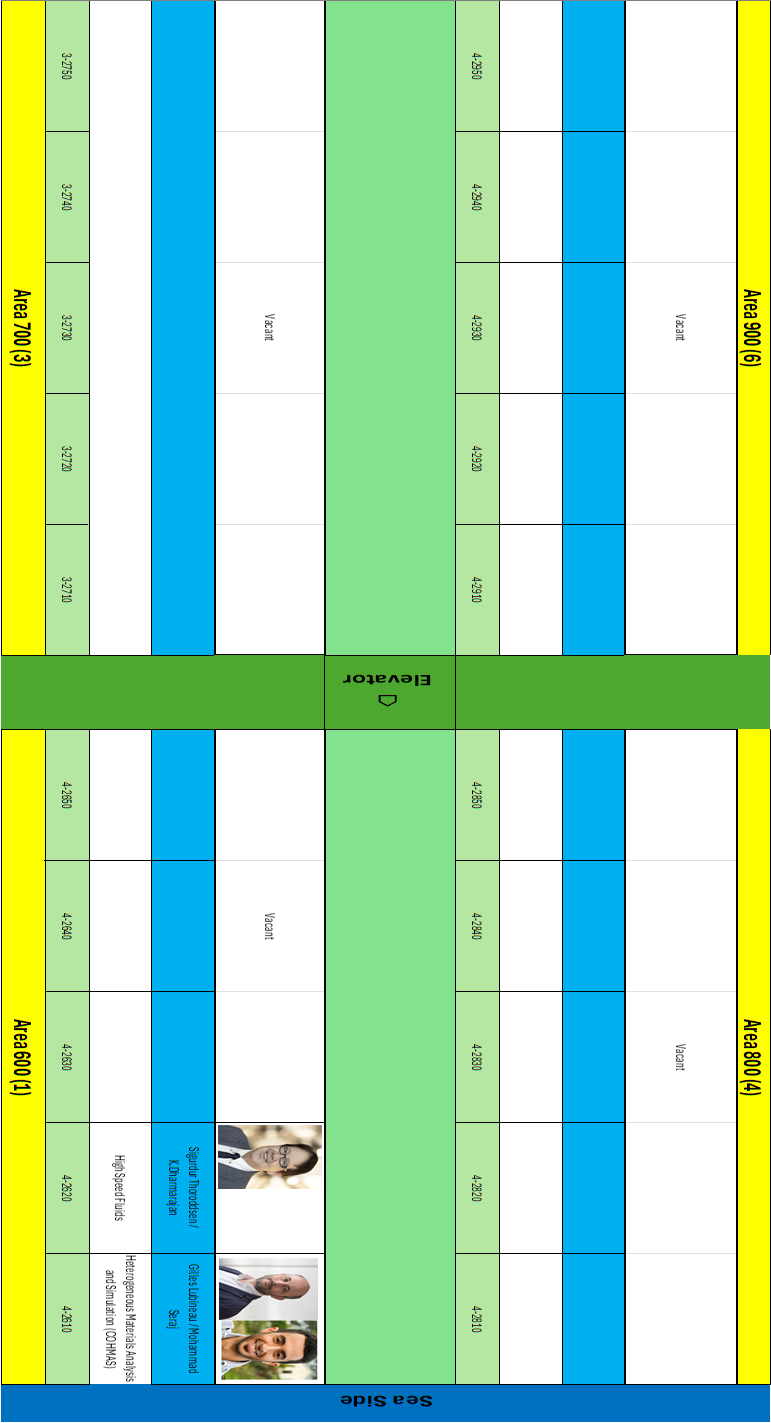 Area 900 (6)
Vacant
4-2950
4-2940
4-2930
4-2920
4-2910
Vacant
3-2750
3-2740
3-2730
3-2720
3-2710
Area 700 (3)
Elevator
Area 800 (4)
Vacant
4-2850
4-2840
4-2830
4-2820
4-2810
Vacant
Sigurdur Thoroddsen /
K.Dharmarajan
Gilles Lubineau / Mohammad
Seraj
High Speed Fluids
Heterogeneous Materials Analysis
and Simulation (COHMAS)
4-2650
4-2640
4-2630
4-2620
4-2610
Area 600 (1)
Sea Side